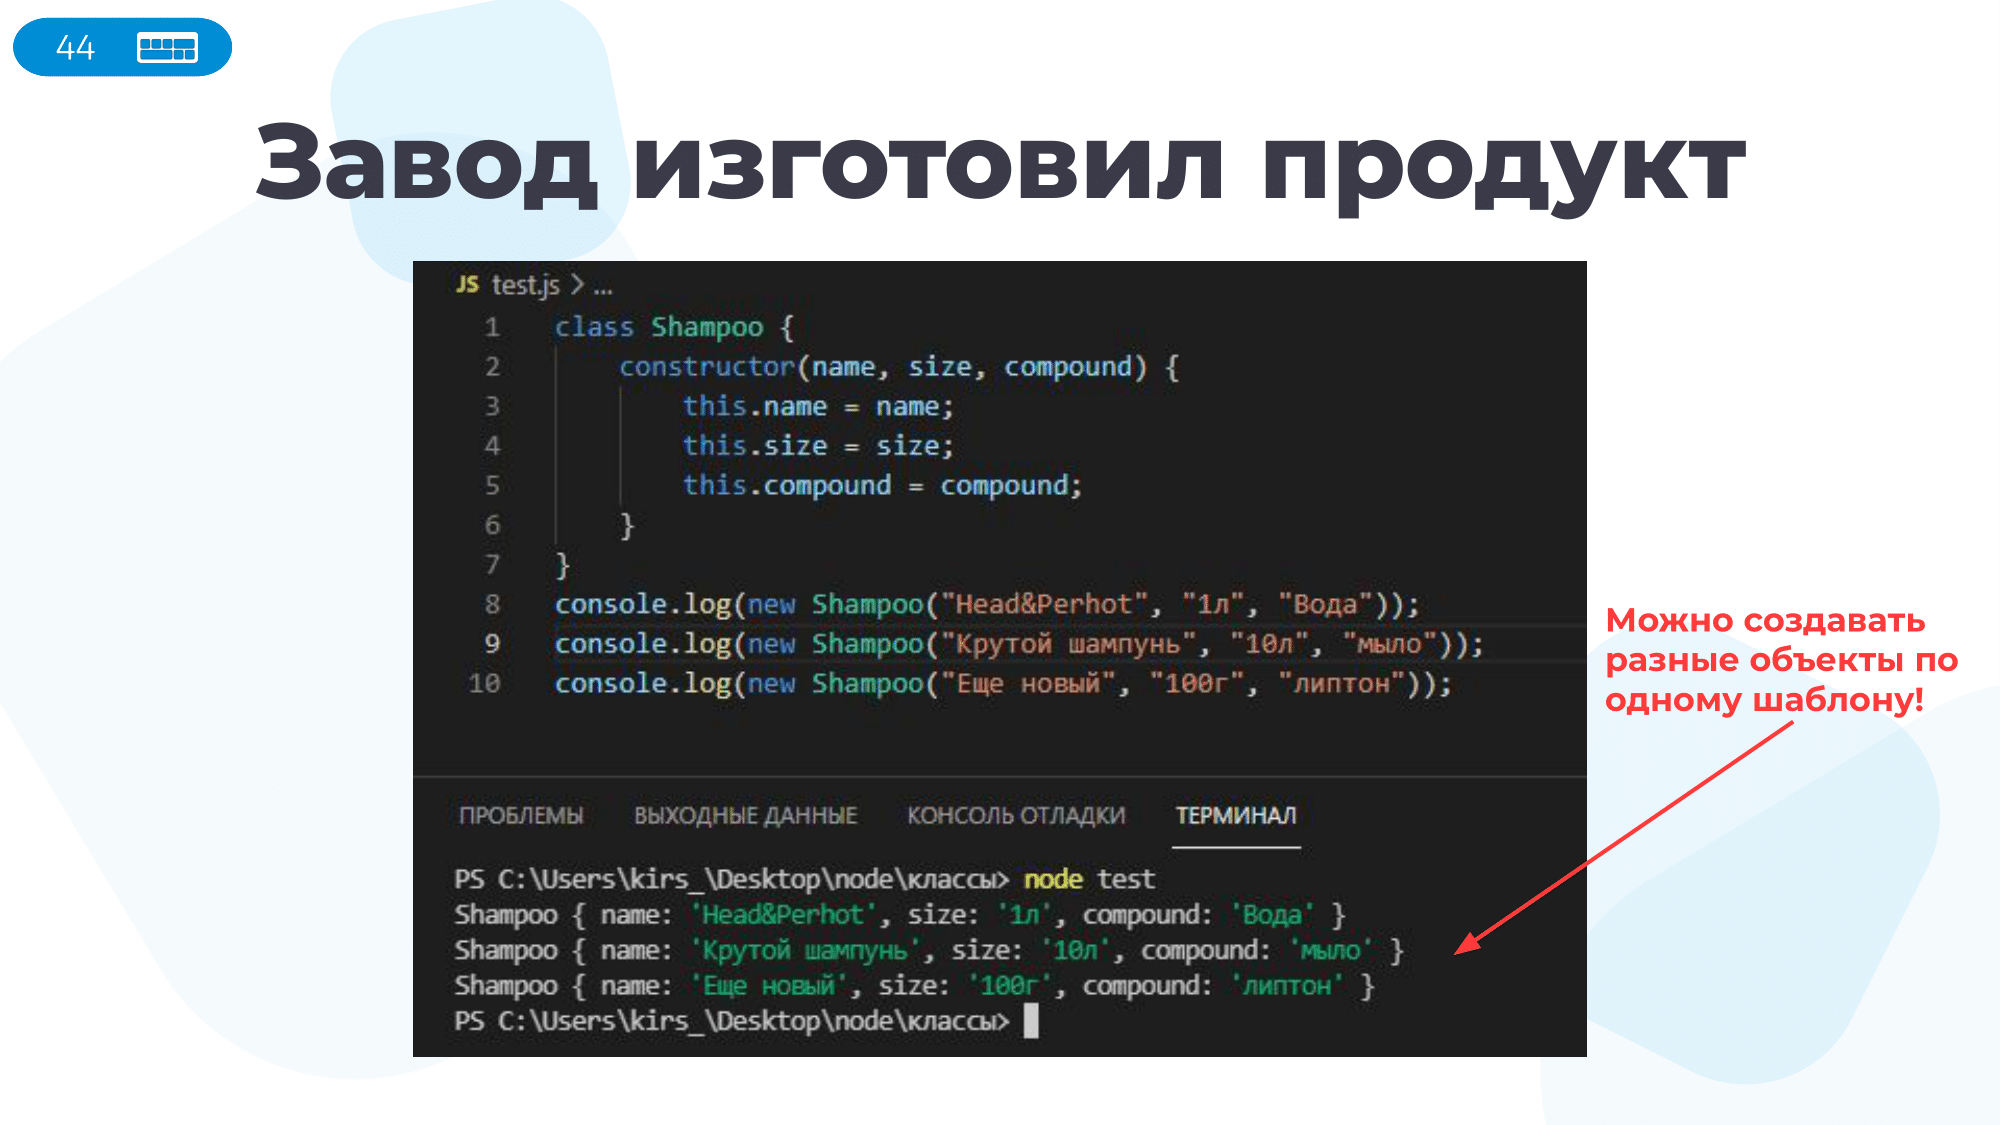 44
Завод изготовил продукт
JS test.js > ...
1 class Shampoo {
2 constructor(name, size, compound) {
3 this.name = name;
4 this.size = size;
5 this.compound = compound;
6 }
7 }
8 console.log(new Shampoo("Head&Perhot", "1л", "Вода"));
9 console.log(new Shampoo("Крутой шампунь", "10л", "мыло"));
10 console.log(new Shampoo("Еще новый", "100г", "липтон"));
Можно создавать
разные объекты по
одному шаблону!
ПРОБЛЕМЫ ВЫХОДНЫЕ ДАННЫЕ КОНСОЛЬ ОТЛАДКИ ТЕРМИНАЛ
PS C:\Users\kirs_\Desktop\node\классы> node test
Shampoo { name: 'Head&Perhot', size: '1л', compound: 'Вода' }
Shampoo { name: 'Крутой шампунь', size: '10л', compound: 'мыло' }
Shampoo { name: 'Еще новый', size: '100г', compound: 'липтон' }
PS C:\Users\kirs_\Desktop\node\классы>